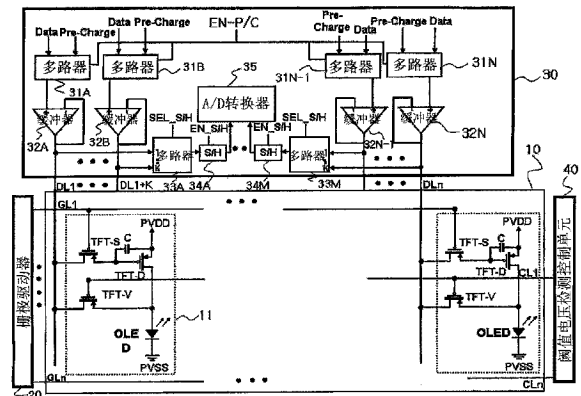 EN-P/C
Data Pre-Charge
Data Pre-Charge
Pre-Charge Data
Pre-Charge Data
多路器
多路器
多路器
多路器
31A
31B
31N-1
31N
35
A/D转换器
30
缓冲器
缓冲器
缓冲器
缓冲器
32A
32B
32N-1
32N
SEL_S/H
EN_S/H
EN_S/H
SEL_S/H
1
K
多路器
S/H
S/H
多路器
1
K
33A
34A
34M
33M
DL1
DL1+K
DLn
10
40
GL1
PVDD
TFT-S
C
TFT-D
TFT-V
OLE
D
PVSS
11
PVDD
TFT-S
C
TFT-D
CL1
TFT-V
OLED
PVSS
GLn
CLn
栅极驱动器
20
阈值电压检测控制单元